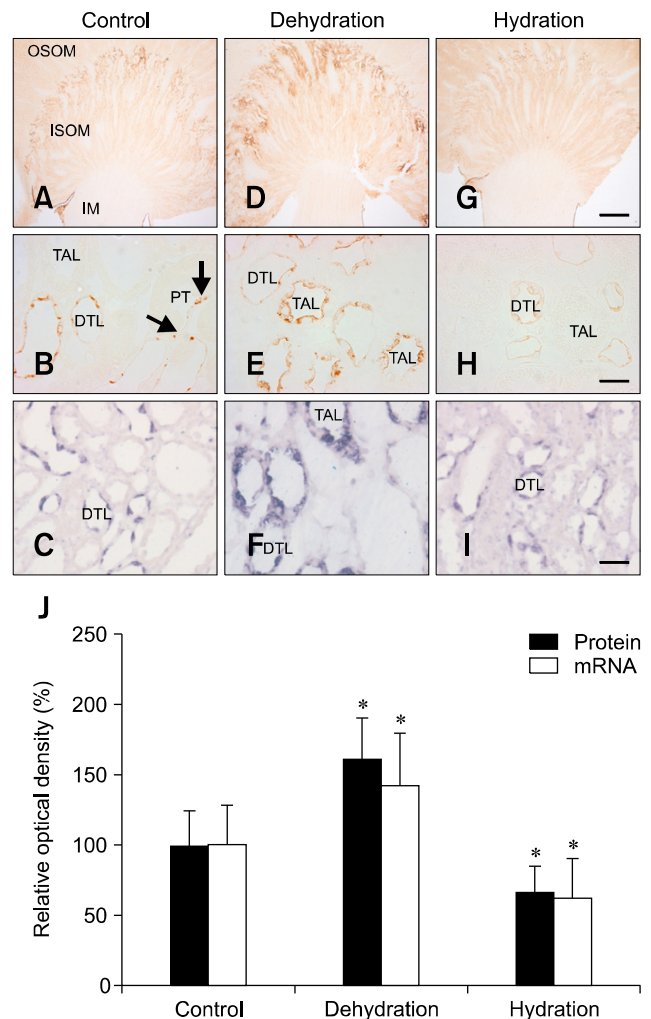 Control Dehydration Hydration
OSOM
ISOM
IM
A D G
TAL
PT
DTL
B
DTL
TAL
TAL
E
DTL
TAL
H
DTL
C
TAL
DTL
F
DTL
I
J
250
200
150
100
50
0
Relative optical density (%)
Protein
mRNA
* *
* *
Control Dehydration Hydration